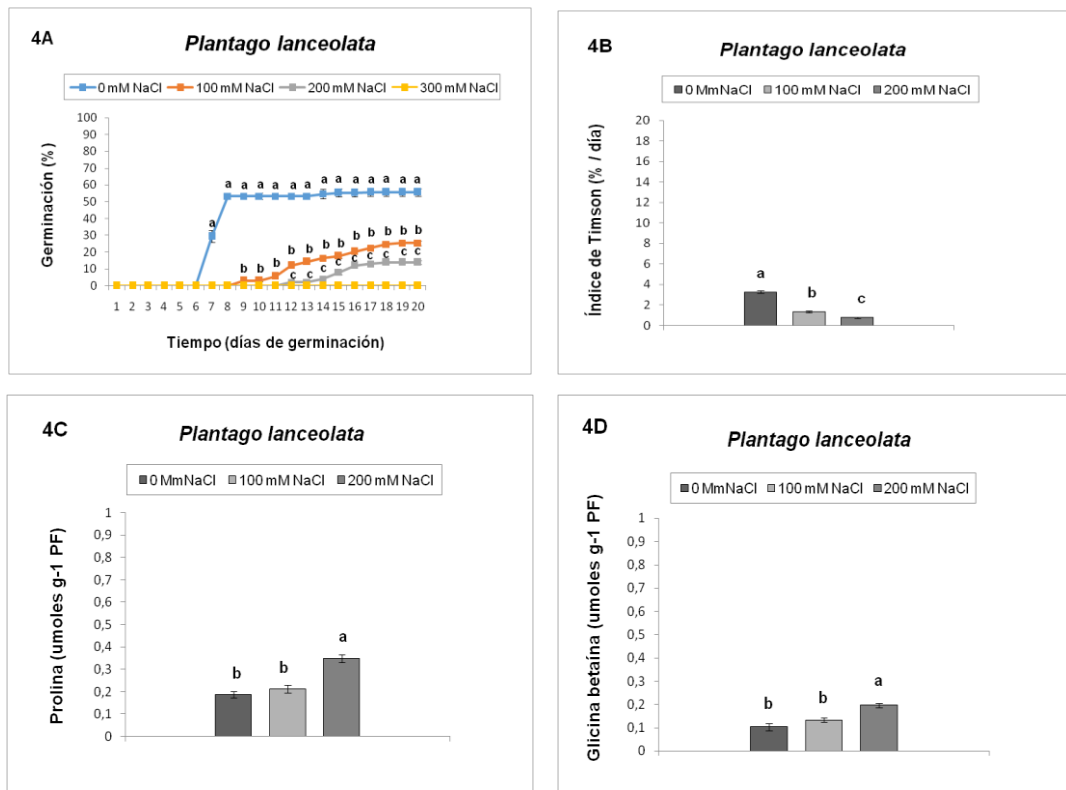 4A
Plantago lanceolata
0 mM NaCl 100 mM NaCl 200 mM NaCl 300 mM NaCl
Germinación (%)
100
90
80
70
60
50
40
30
20
10
0
a a a a a a a a a a a a a a
b b b b b b b b b b b b
c c c c c c c c c
1 2 3 4 5 6 7 8 9 10 11 12 13 14 15 16 17 18 19 20
Tiempo (días de germinación)
4B
Plantago lanceolata
0 MmNaCl 100 mM NaCl 200 mM NaCl
Índice de Timson (% / día)
20
18
16
14
12
10
8
6
4
2
0
a b c
4C
Plantago lanceolata
0 MmNaCl 100 mM NaCl 200 mM NaCl
Prolina (umoles g-1 PF)
1
0,9
0,8
0,7
0,6
0,5
0,4
0,3
0,2
0,1
0
b b a
4D
Plantago lanceolata
0 MmNaCl 100 mM NaCl 200 mM NaCl
Glicina betaína (umoles g-1 PF)
1
0,9
0,8
0,7
0,6
0,5
0,4
0,3
0,2
0,1
0
b b a